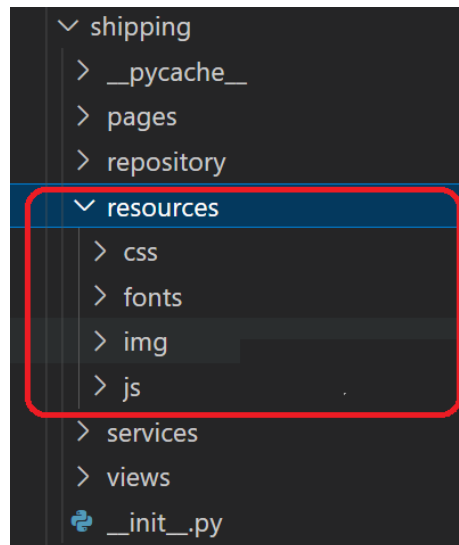 shipping
__pycache__
pages
repository
resources
css
fonts
img
js
services
views
__init__.py